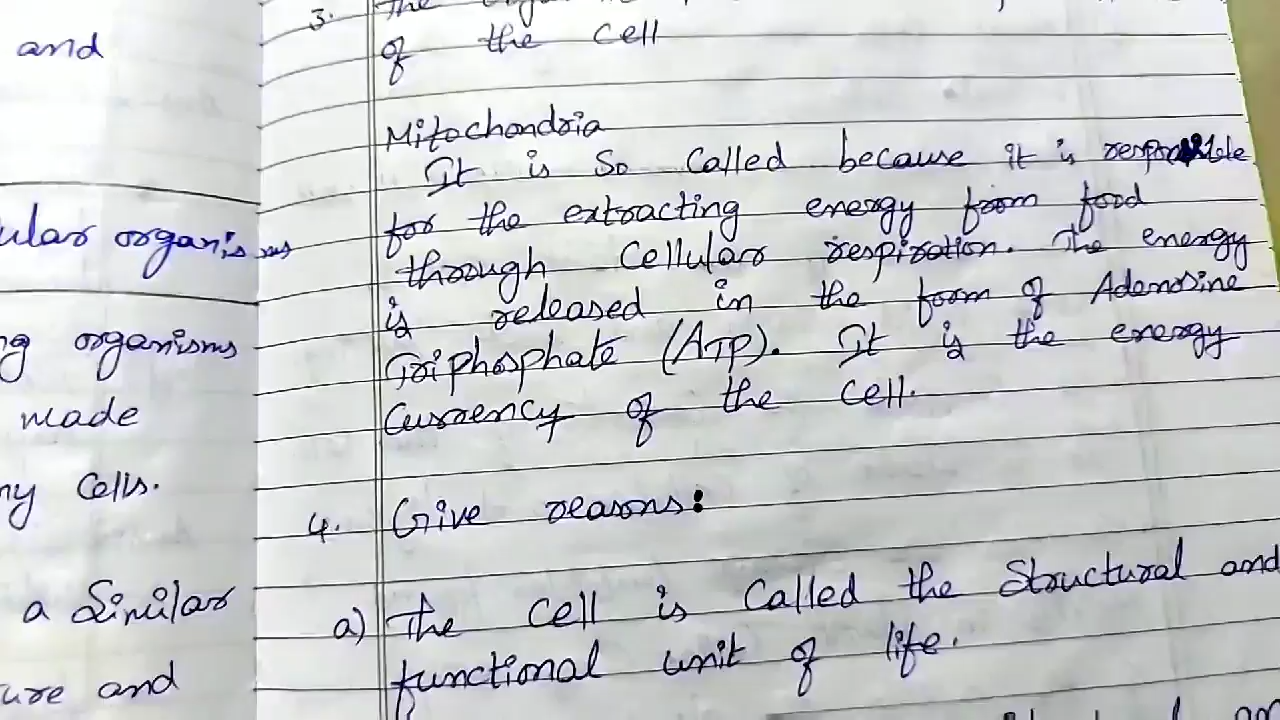 and
ular organisms
ng organisms
made
ny cells.
a Similar
ure and
3. The
of the cell
Mitochondria
It is So called because it is responsible
for the extracting energy from food
through cellular respiration. The energy
is released in the form of Adenosine
Triphosphate (ATP). It is the energy
Currency of the cell.
4. Give reasons:
a) The cell is called the Structural and
functional unit of life.